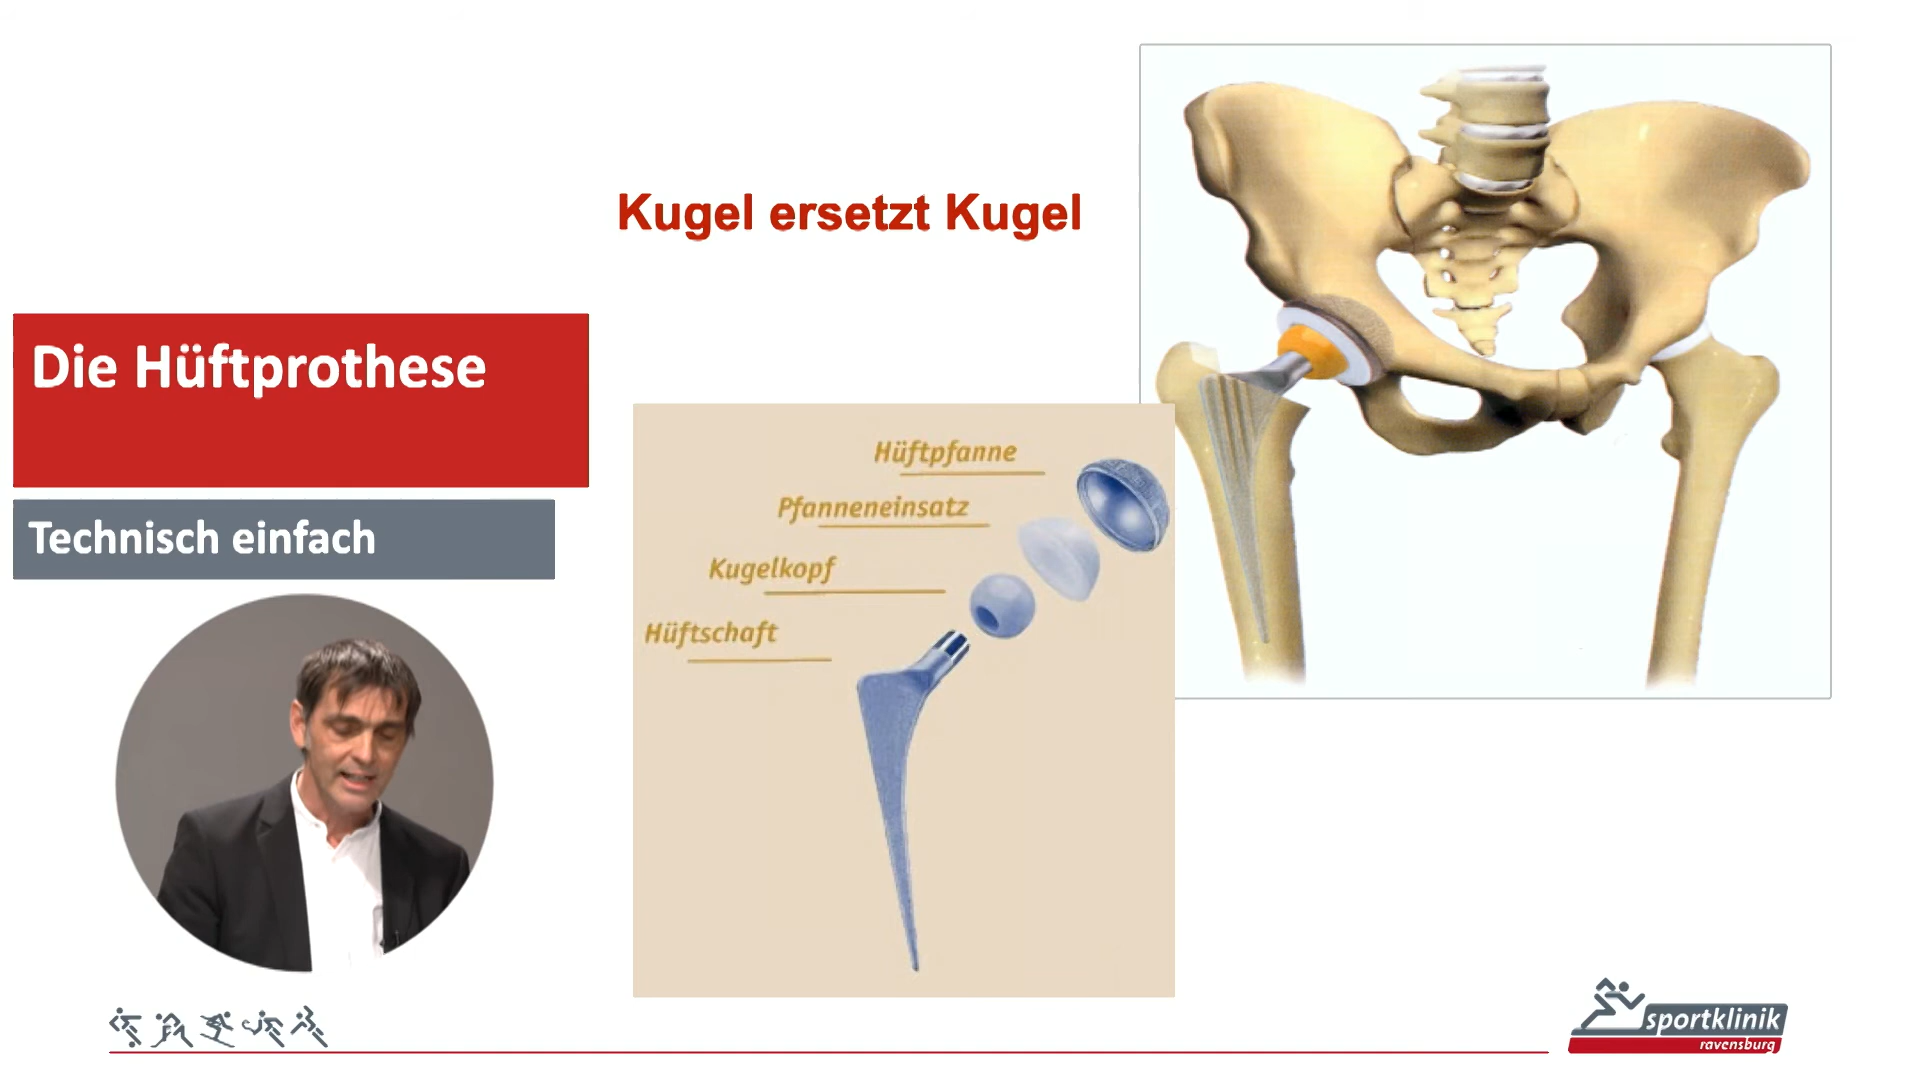 Kugel ersetzt Kugel
Die Hüftprothese
Technisch einfach
Hüftpfanne
Pfanneneinsatz
Kugelkopf
Hüftschaft
sportklinik
ravensburg